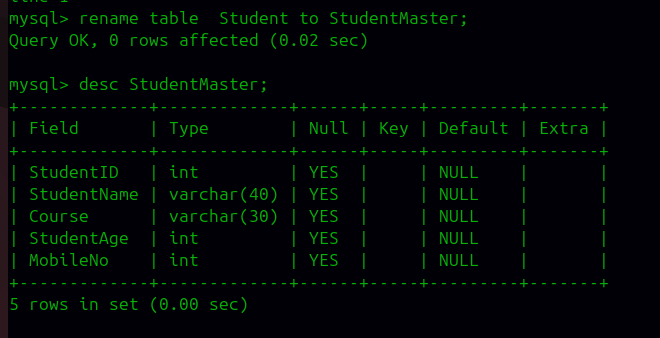 mysql> rename table  Student to StudentMaster;
Query OK, 0 rows affected (0.02 sec)
mysql> desc StudentMaster;
+-------------+-------------+------+-----+---------+-------+
| Field       | Type        | Null | Key | Default | Extra |
+-------------+-------------+------+-----+---------+-------+
| StudentID   | int         | YES  |     | NULL    |       |
| StudentName | varchar(40) | YES  |     | NULL    |       |
| Course      | varchar(30) | YES  |     | NULL    |       |
| StudentAge  | int         | YES  |     | NULL    |       |
| MobileNo    | int         | YES  |     | NULL    |       |
+-------------+-------------+------+-----+---------+-------+
5 rows in set (0.00 sec)